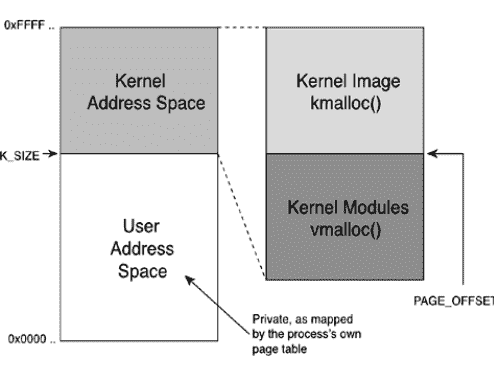 0xFFFF ..
Kernel
Address Space
Kernel Image
kmalloc()
K_SIZE
User
Address
Space
Kernel Modules
vmalloc()
PAGE_OFFSET
Private, as mapped
by the process's own
page table
0x0000 ..